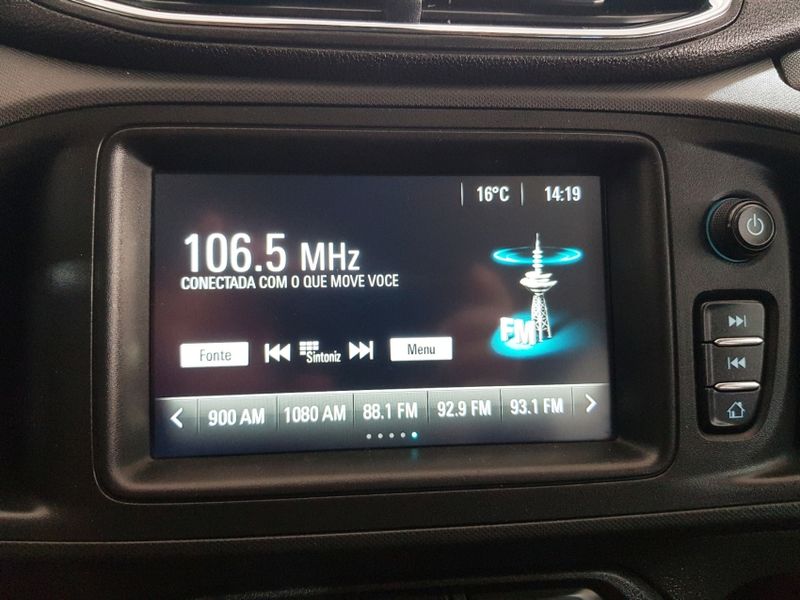 16°C 14:19
106.5 MHz
CONECTADA COM O QUE MOVE VOCE
FM
Fonte Sintoniz Menu
900 AM 1080 AM 88.1 FM 92.9 FM 93.1 FM